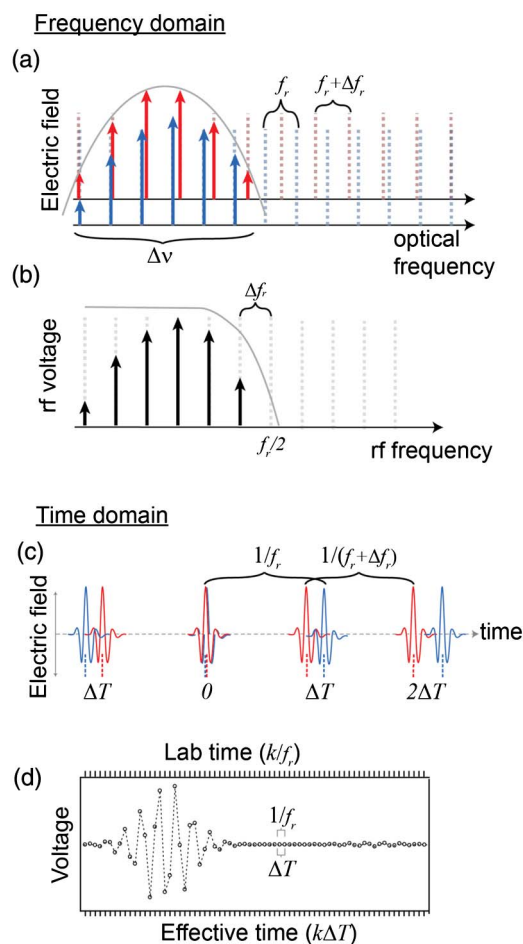 Frequency domain
(a)
Electric field
f_r
f_r+Δf_r
Δν
optical
frequency
(b)
rf voltage
Δf_r
f_r/2
rf frequency
Time domain
(c)
Electric field
1/f_r
1/(f_r+Δf_r)
time
ΔT
0
ΔT
2ΔT
(d)
Lab time (k/f_r)
Voltage
1/f_r
ΔT
Effective time (kΔT)